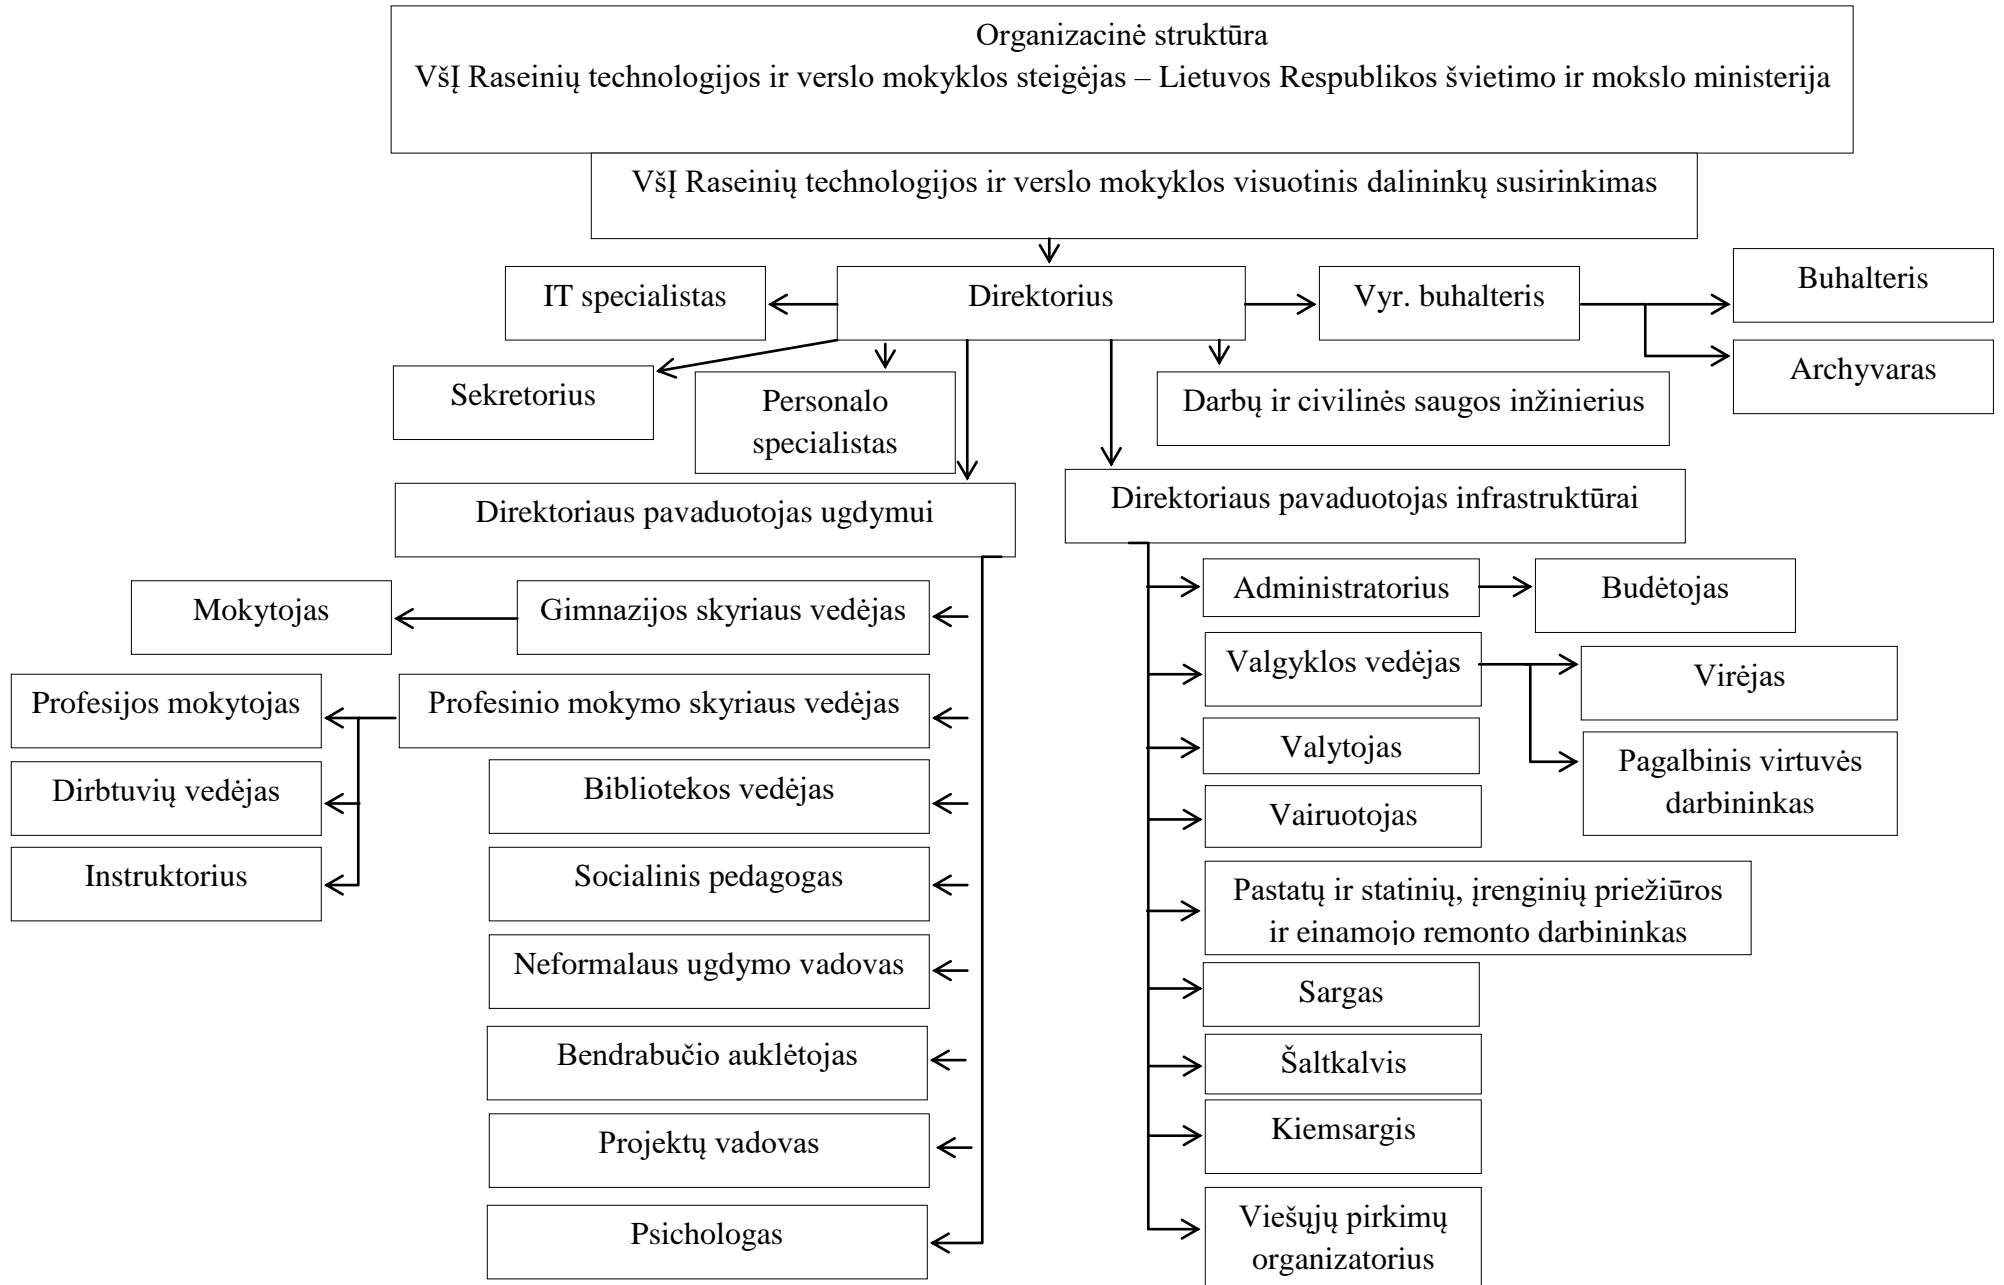 Organizacinė struktūra
VšĮ Raseinių technologijos ir verslo mokyklos steigėjas – Lietuvos Respublikos švietimo ir mokslo ministerija
VšĮ Raseinių technologijos ir verslo mokyklos visuotinis dalininkų susirinkimas
IT specialistas
Direktorius
Vyr. buhalteris
Buhalteris
Archyvaras
Sekretorius
Personalo
specialistas
Darbų ir civilinės saugos inžinierius
Direktoriaus pavaduotojas ugdymui
Direktoriaus pavaduotojas infrastruktūrai
Mokytojas
Gimnazijos skyriaus vedėjas
Profesijos mokytojas
Profesinio mokymo skyriaus vedėjas
Dirbtuvių vedėjas
Instruktorius
Bibliotekos vedėjas
Socialinis pedagogas
Neformalaus ugdymo vadovas
Bendrabučio auklėtojas
Projektų vadovas
Psichologas
Administratorius
Budėtojas
Valgyklos vedėjas
Virėjas
Pagalbinis virtuvės
darbininkas
Valytojas
Vairuotojas
Pastatų ir statinių, įrenginių priežiūros
ir einamojo remonto darbininkas
Sargas
Šaltkalvis
Kiemsargis
Viešųjų pirkimų
organizatorius